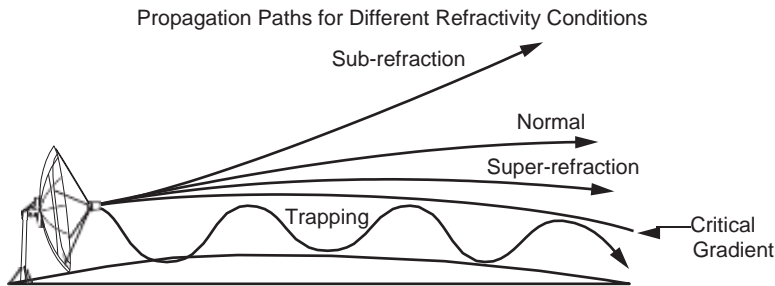 Propagation Paths for Different Refractivity Conditions
Sub-refraction
Normal
Super-refraction
Trapping
Critical
Gradient